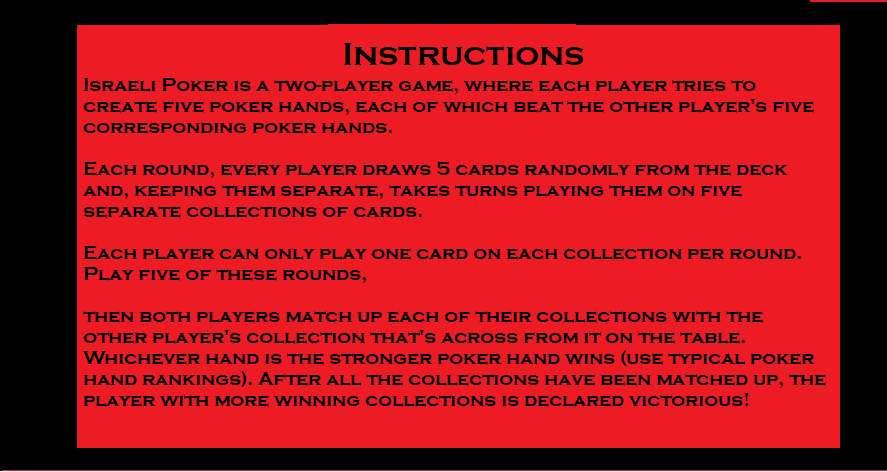 Instructions
Israeli Poker is a two-player game, where each player tries to
create five poker hands, each of which beat the other player's five
corresponding poker hands.
Each round, every player draws 5 cards randomly from the deck
and, keeping them separate, takes turns playing them on five
separate collections of cards.
Each player can only play one card on each collection per round.
Play five of these rounds,
then both players match up each of their collections with the
other player's collection that's across from it on the table.
Whichever hand is the stronger poker hand wins (use typical poker
hand rankings). After all the collections have been matched up, the
player with more winning collections is declared victorious!